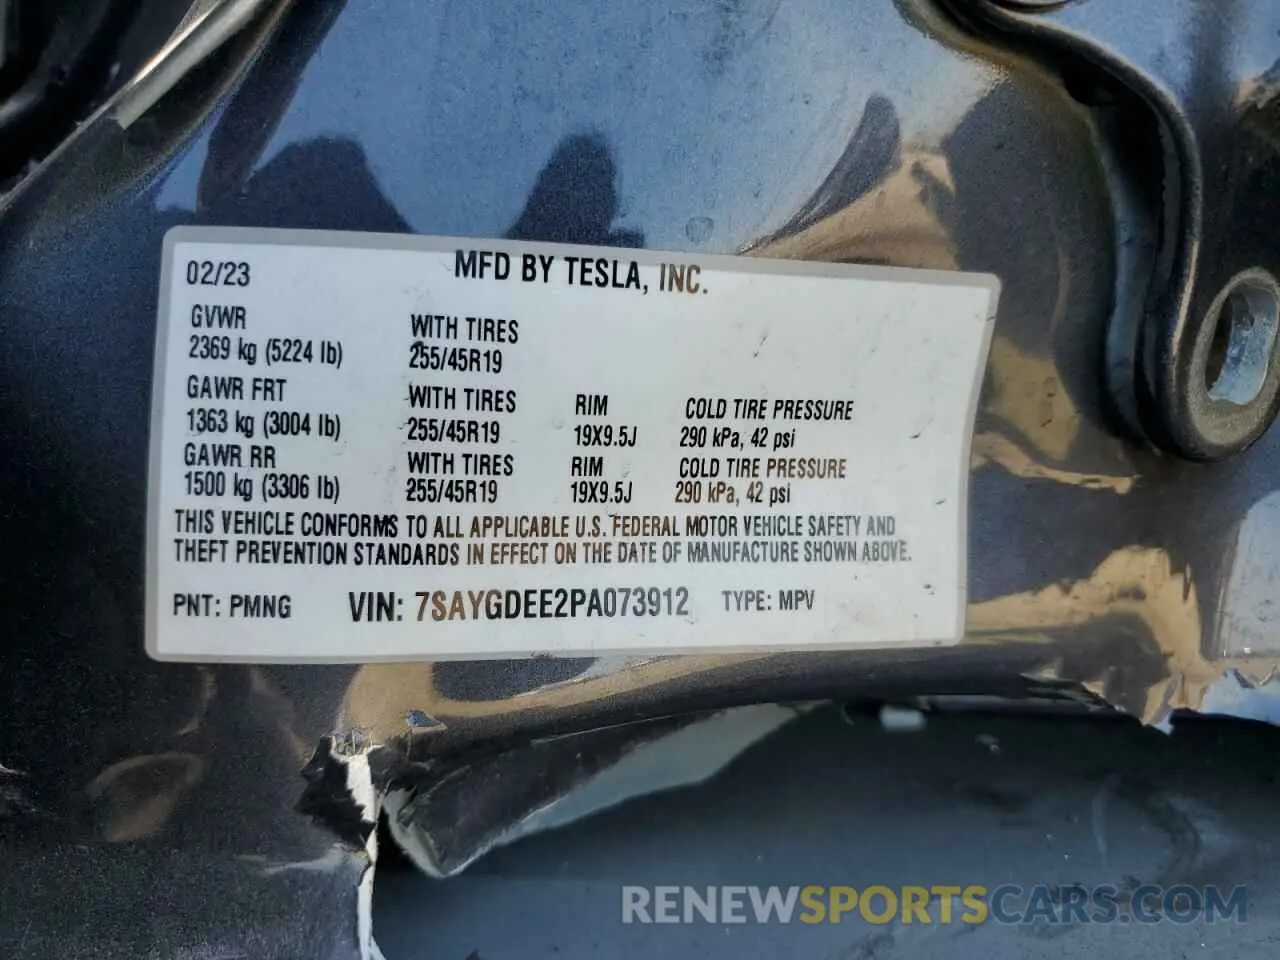 02/23 MFD BY TESLA, INC.
GVWR WITH TIRES
2369 kg (5224 lb) 255/45R19
GAWR FRT WITH TIRES RIM COLD TIRE PRESSURE
1363 kg (3004 lb) 255/45R19 19X9.5J 290 kPa, 42 psi
GAWR RR WITH TIRES RIM COLD TIRE PRESSURE
1500 kg (3306 lb) 255/45R19 19X9.5J 290 kPa, 42 psi
THIS VEHICLE CONFORMS TO ALL APPLICABLE U.S. FEDERAL MOTOR VEHICLE SAFETY AND
THEFT PREVENTION STANDARDS IN EFFECT ON THE DATE OF MANUFACTURE SHOWN ABOVE.
PNT: PMNG VIN: 7SAYGDEE2PA073912 TYPE: MPV
RENEWSPORTSCARS.COM